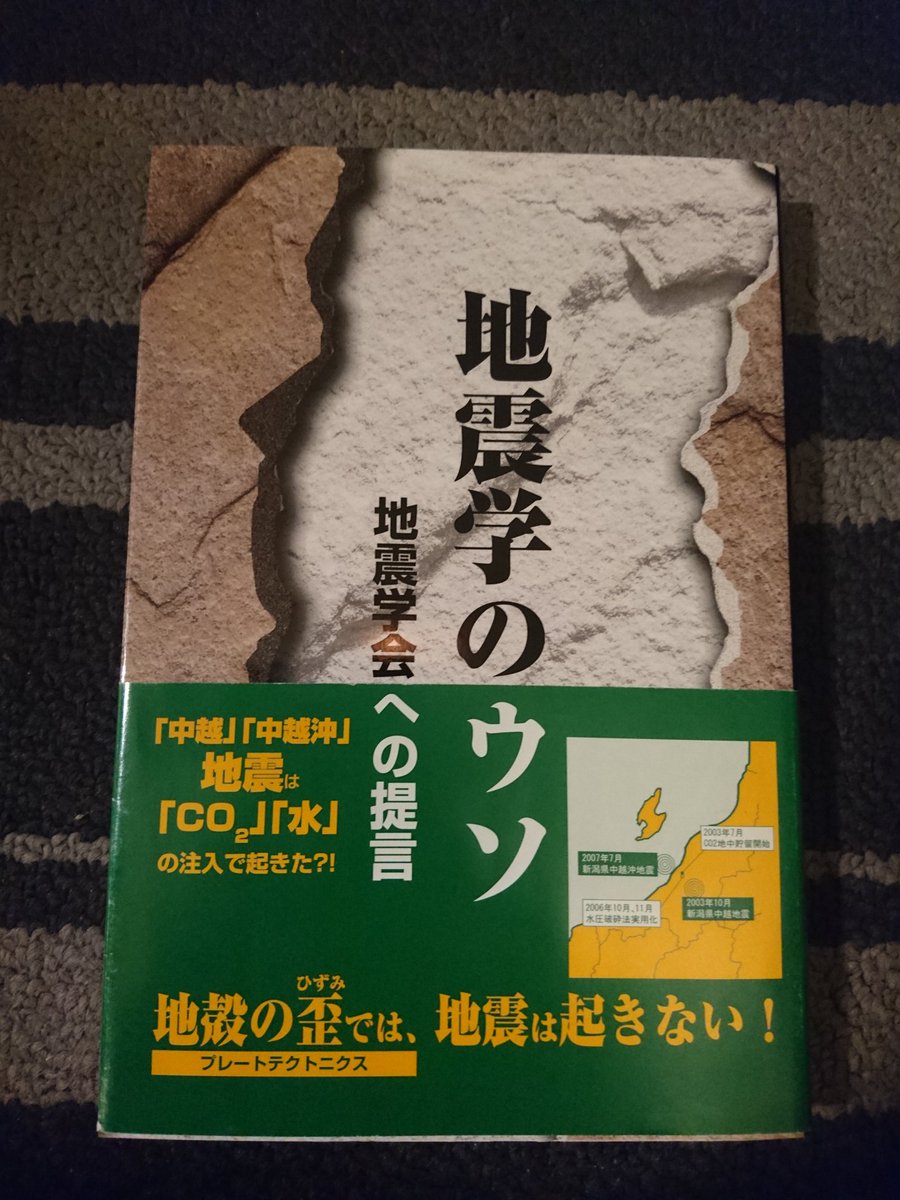 地震学のウソ
地震学会への提言
「中越」「中越沖」
地震は
「CO₂」「水」
の注入で起きた?!
2003年7月
CO2地中貯留開始
2007年7月
新潟県中越沖地震
2006年10月、11月
水圧破砕法実用化
2003年10月
新潟県中越地震
ひずみ
地殻の歪では、地震は起きない!
プレートテクトニクス